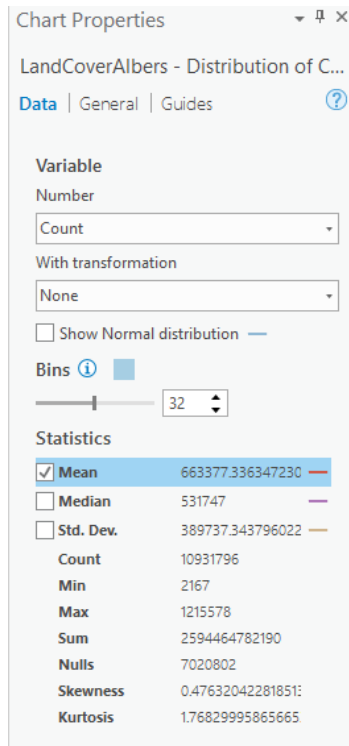 Chart Properties
LandCoverAlbers - Distribution of C...
Data | General | Guides
Variable
Number
Count
With transformation
None
Show Normal distribution
Bins
32
Statistics
Mean 663377.336347230
Median 531747
Std. Dev. 389737.343796022
Count 10931796
Min 2167
Max 1215578
Sum 2594464782190
Nulls 7020802
Skewness 0.47632042281851
Kurtosis 1.76829995865665